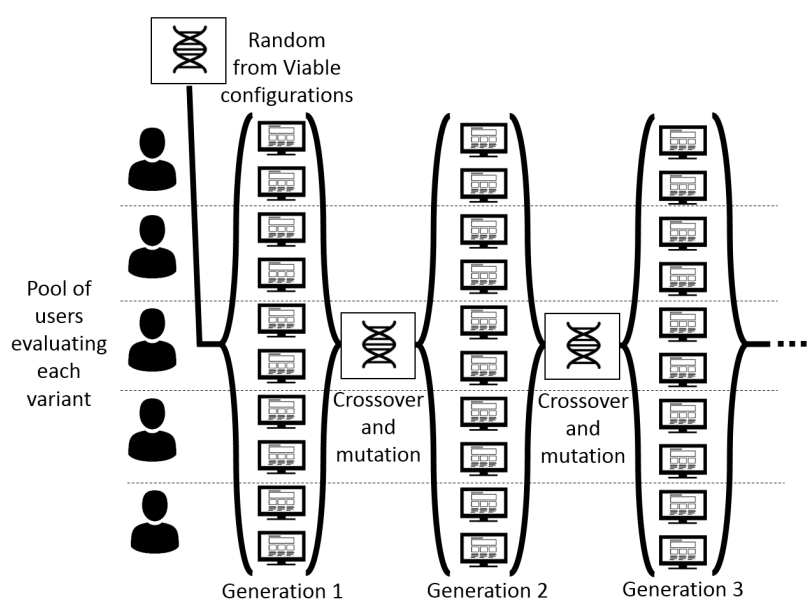 Random
from Viable
configurations
Pool of
users
evaluating
each
variant
Crossover
and
mutation
Crossover
and
mutation
Generation 1
Generation 2
Generation 3